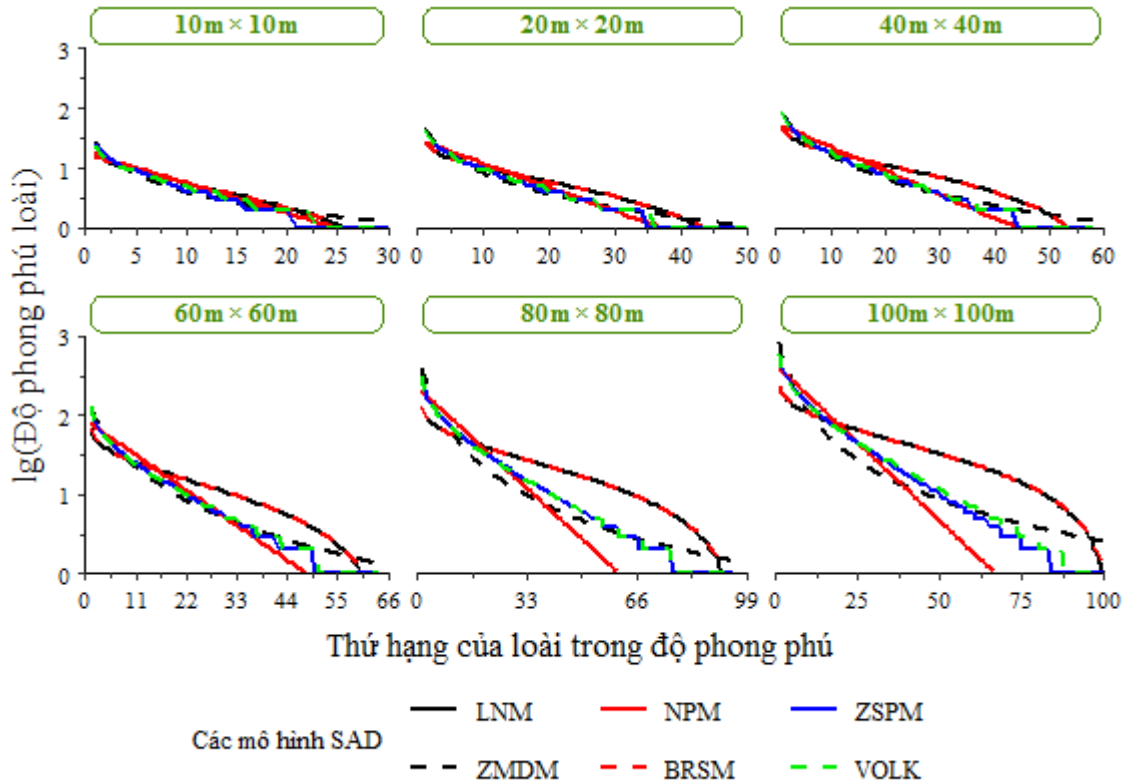 10m × 10m 20m × 20m 40m × 40m
3
2
1
0
0 5 10 15 20 25 30 0 10 20 30 40 50 0 10 20 30 40 50 60
lg(Độ phong phú loài)
60m × 60m 80m × 80m 100m × 100m
3
2
1
0
0 11 22 33 44 55 66 0 33 66 99 0 25 50 75 100
Thứ hạng của loài trong độ phong phú
Các mô hình SAD
LNM NPM ZSPM
ZMDM BRSM VOLK